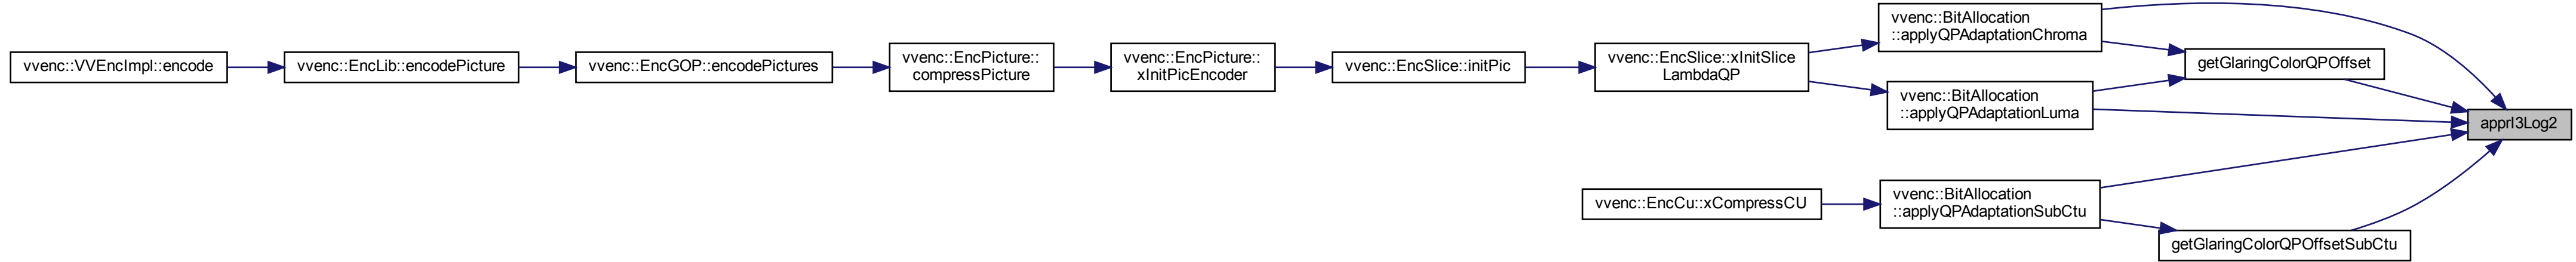 vvenc::VVEncImpl::encode
vvenc::EncLib::encodePicture
vvenc::EncGOP::encodePictures
vvenc::EncPicture::
compressPicture
vvenc::EncPicture::
xInitPicEncoder
vvenc::EncSlice::initPic
vvenc::EncSlice::xInitSlice
LambdaQP
vvenc::BitAllocation
::applyQPAdaptationChroma
getGlaringColorQPOffset
vvenc::BitAllocation
::applyQPAdaptationLuma
apprI3Log2
vvenc::EncCu::xCompressCU
vvenc::BitAllocation
::applyQPAdaptationSubCtu
getGlaringColorQPOffsetSubCtu